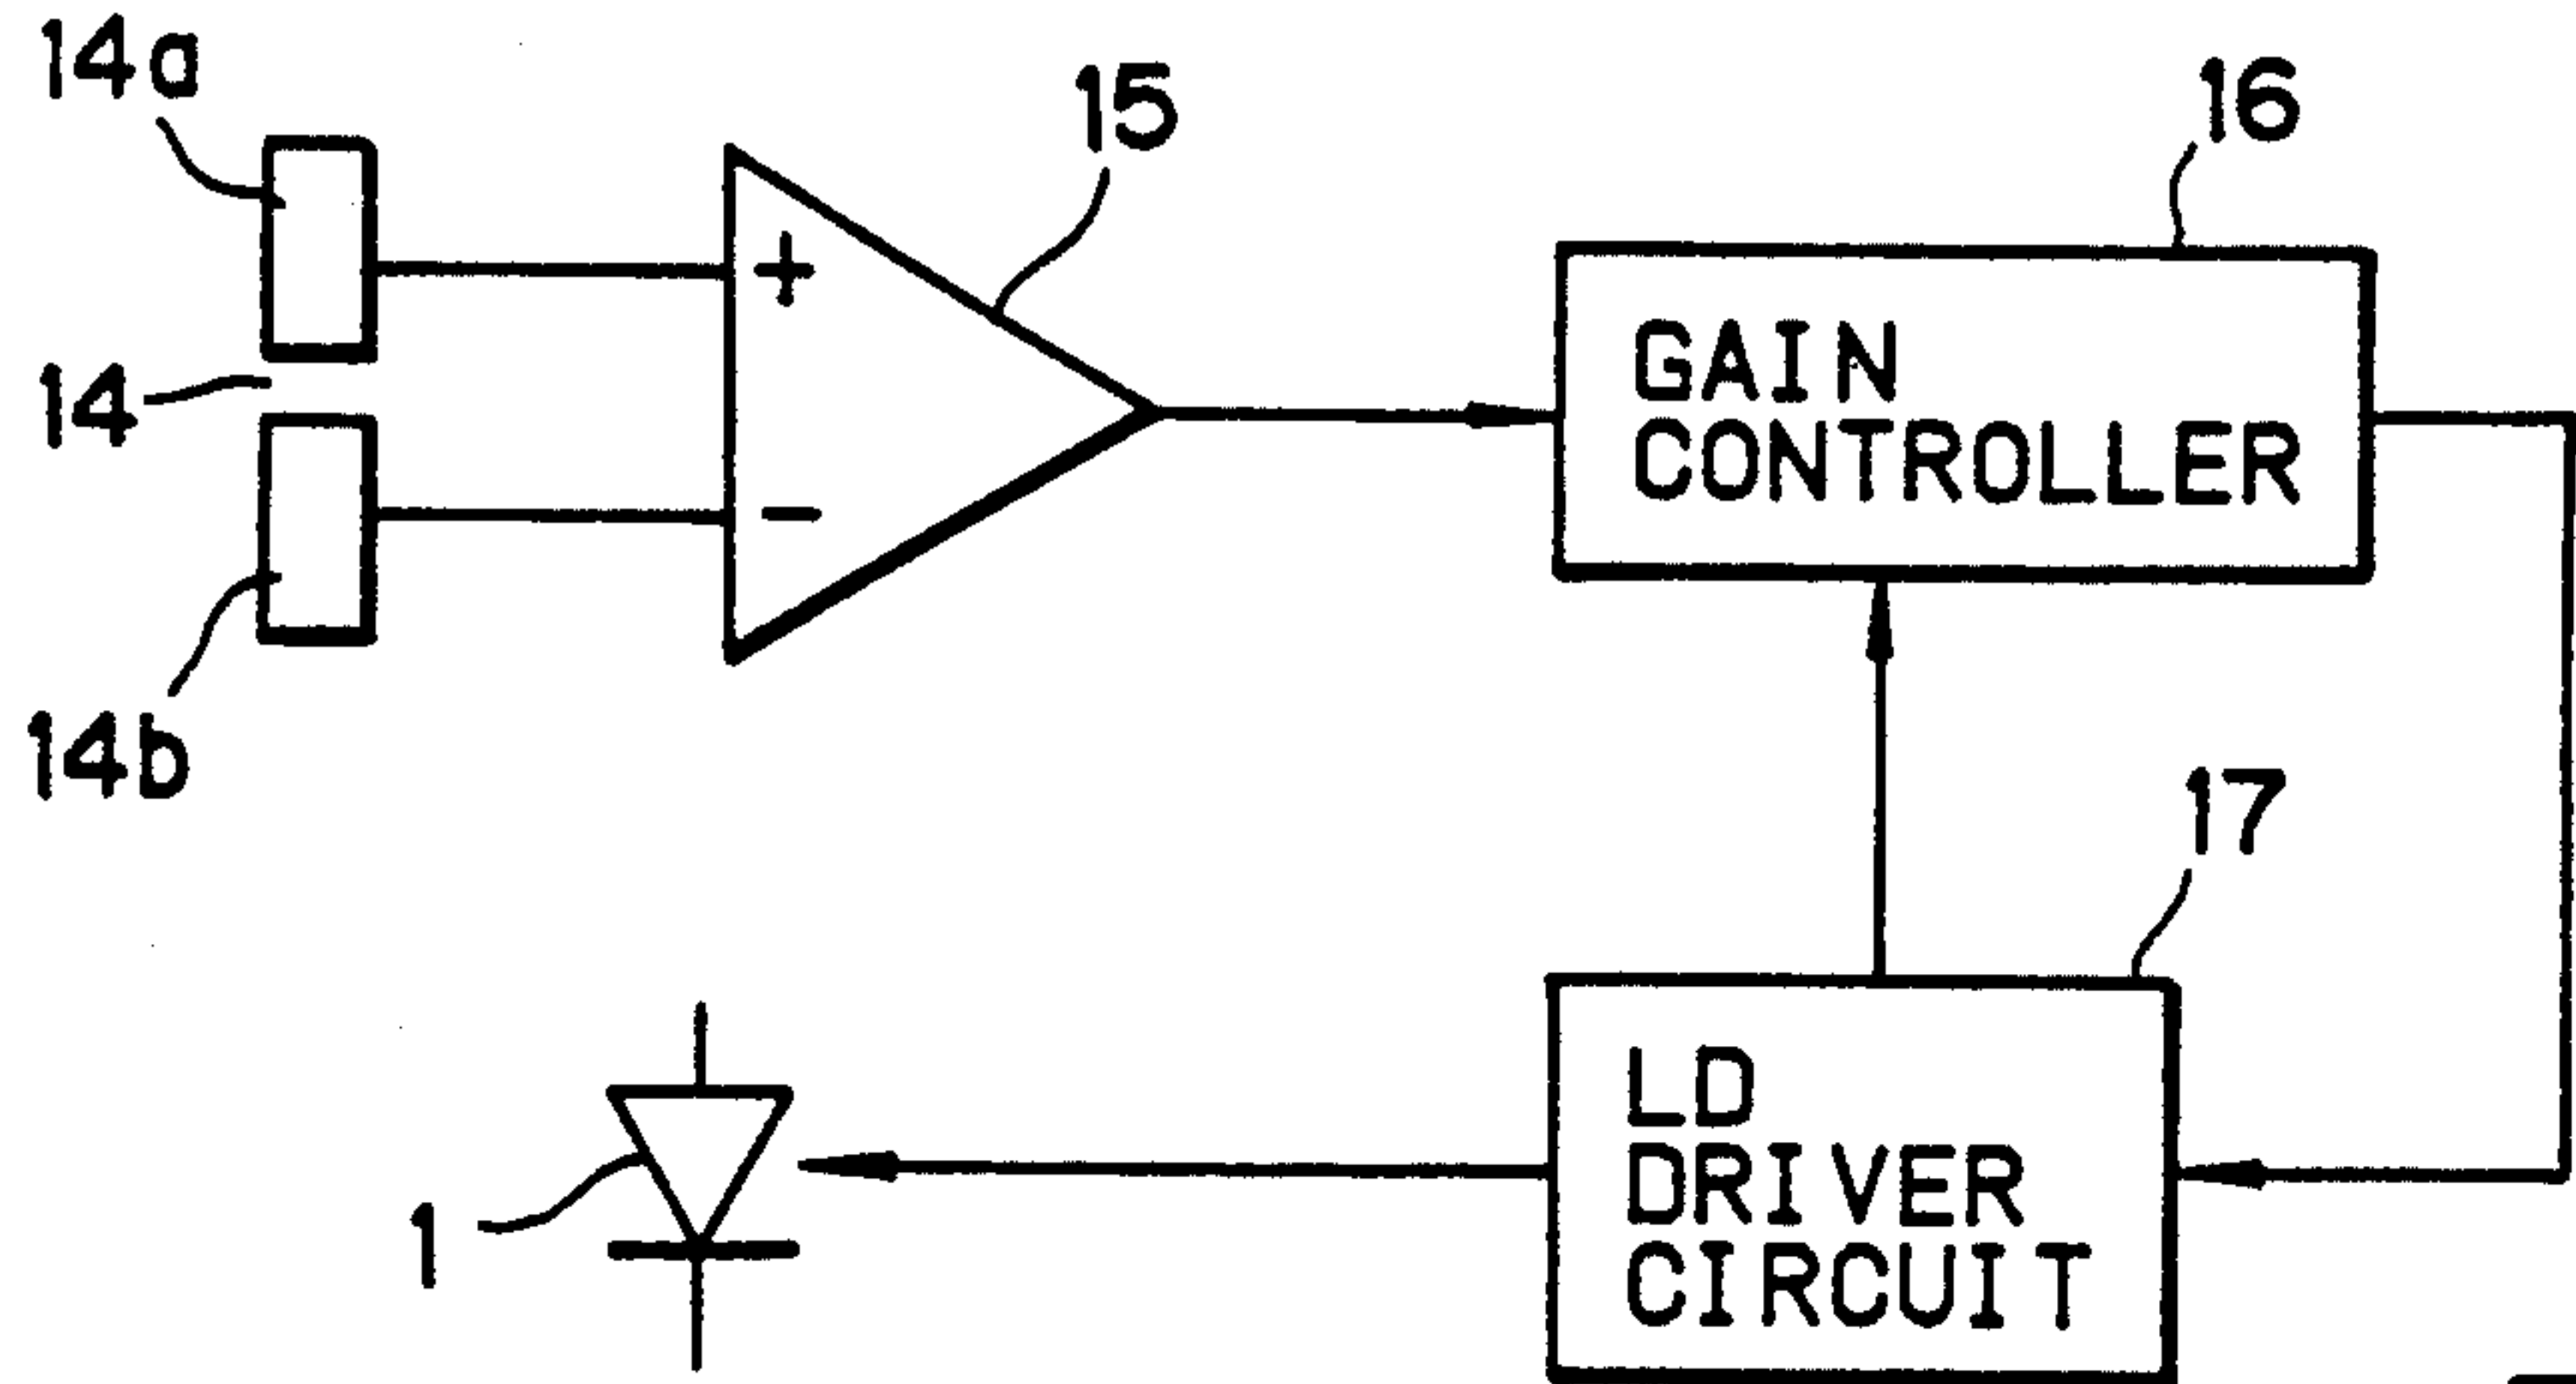 14a
15
16
+
GAIN
CONTROLLER
14
-
14b
17
LD
DRIVER
CIRCUIT
1